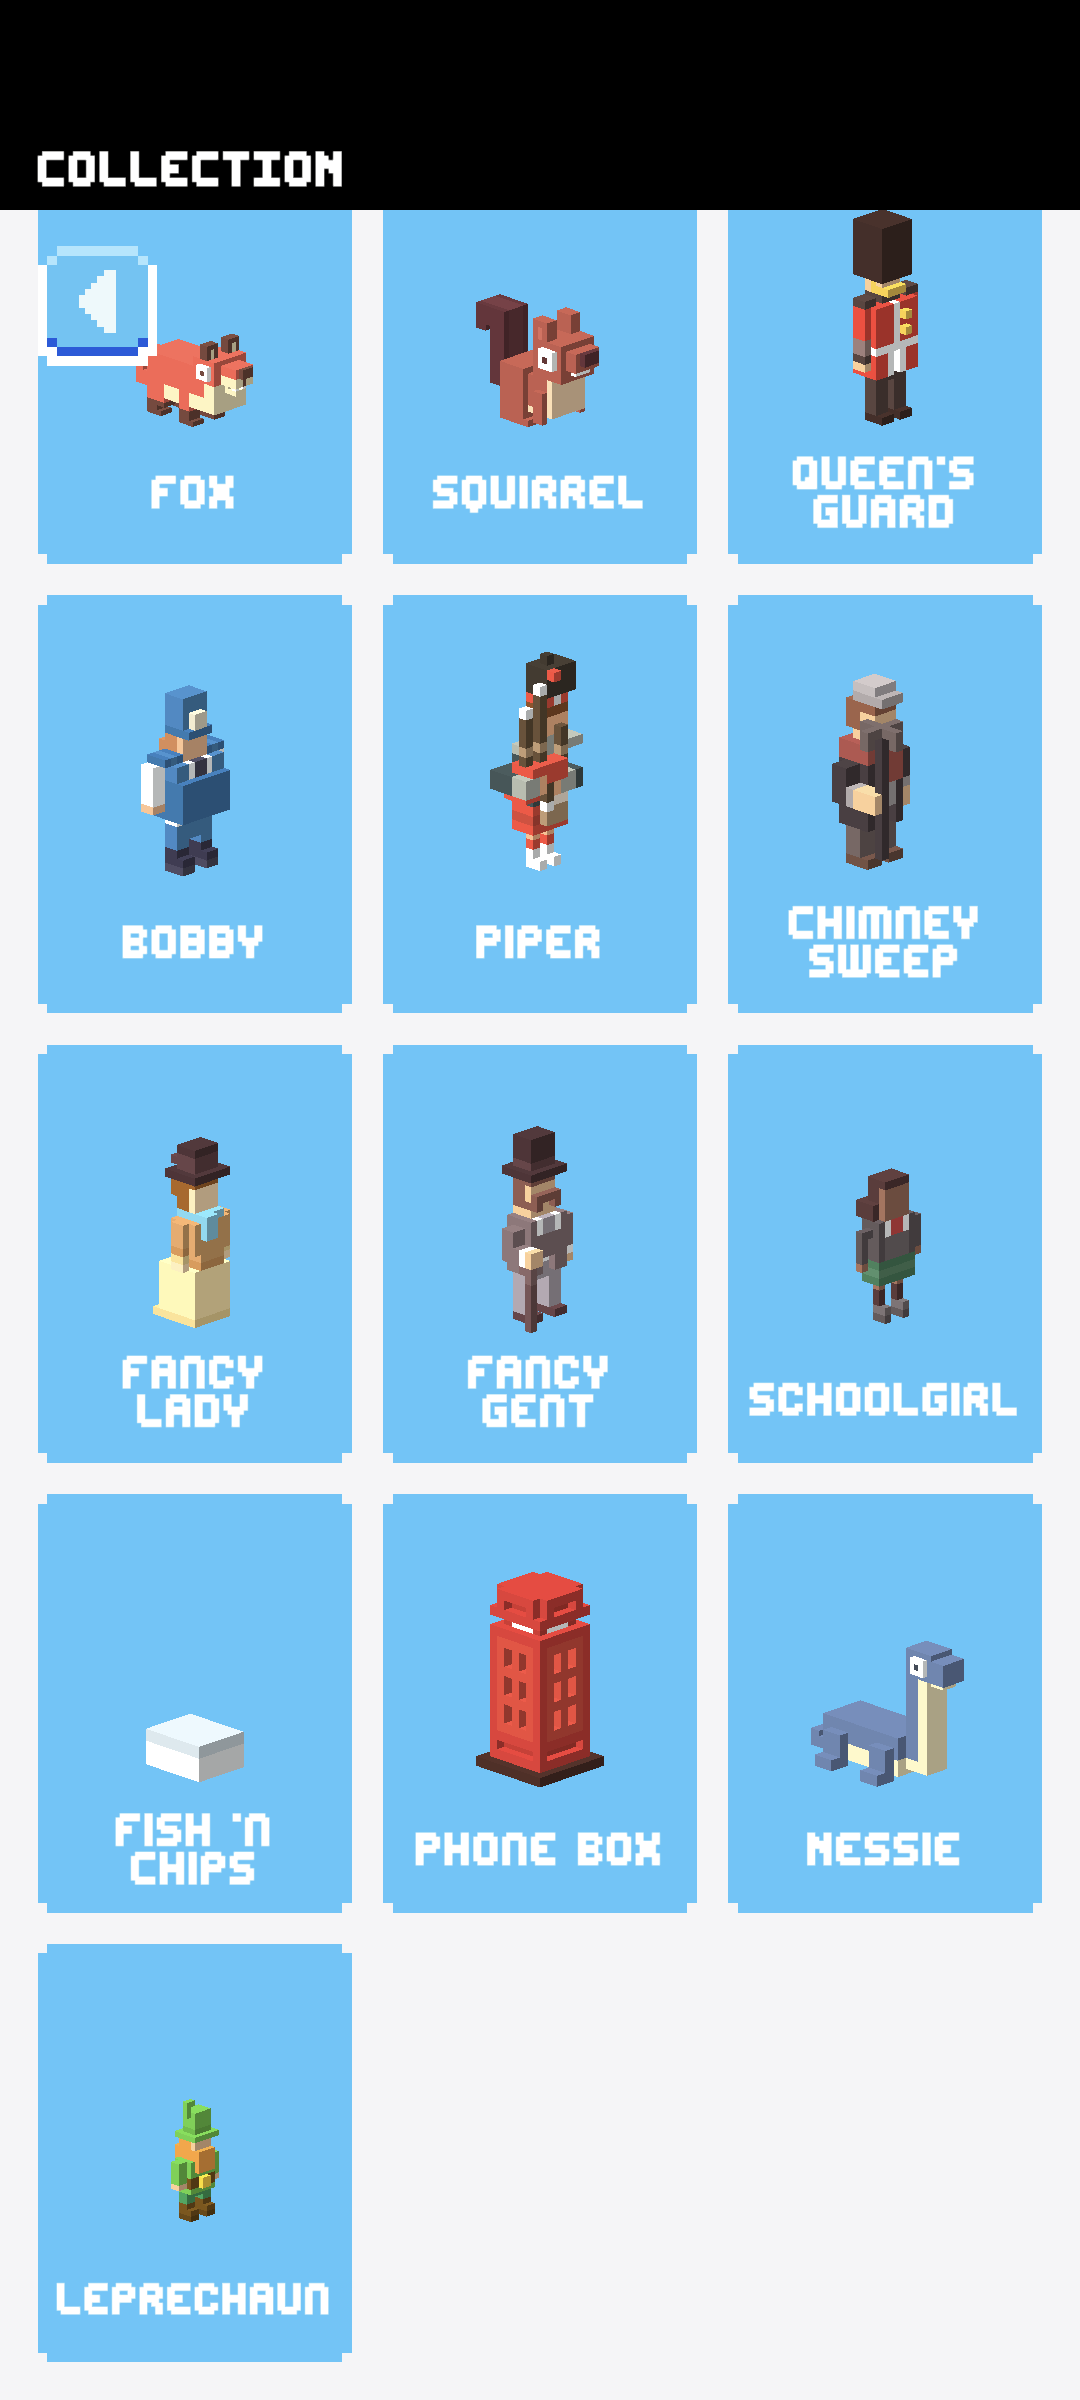 COLLECTION
FOX
SQUIRREL
QUEEN'S
GUARD
BOBBY
PIPER
CHIMNEY
SWEEP
FANCY
LADY
FANCY
GENT
SCHOOLGIRL
FISH 'N
CHIPS
PHONE BOX
NESSIE
LEPRECHAUN